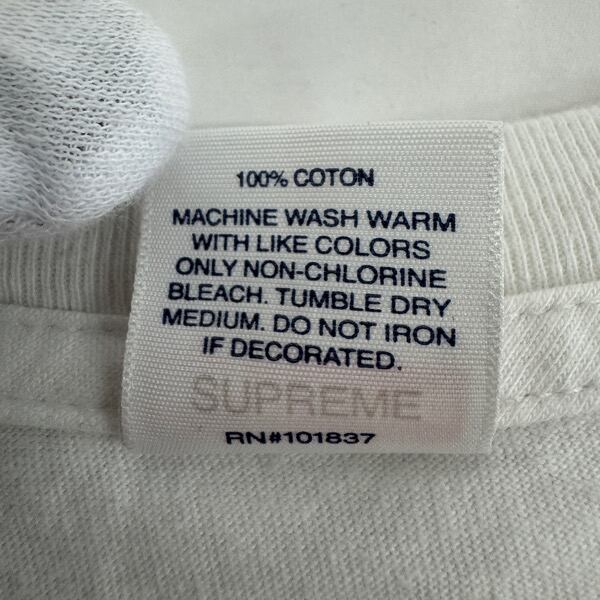 100% COTON
MACHINE WASH WARM
WITH LIKE COLORS
ONLY NON-CHLORINE
BLEACH. TUMBLE DRY
MEDIUM. DO NOT IRON
IF DECORATED.
SUPREME
RN#101837